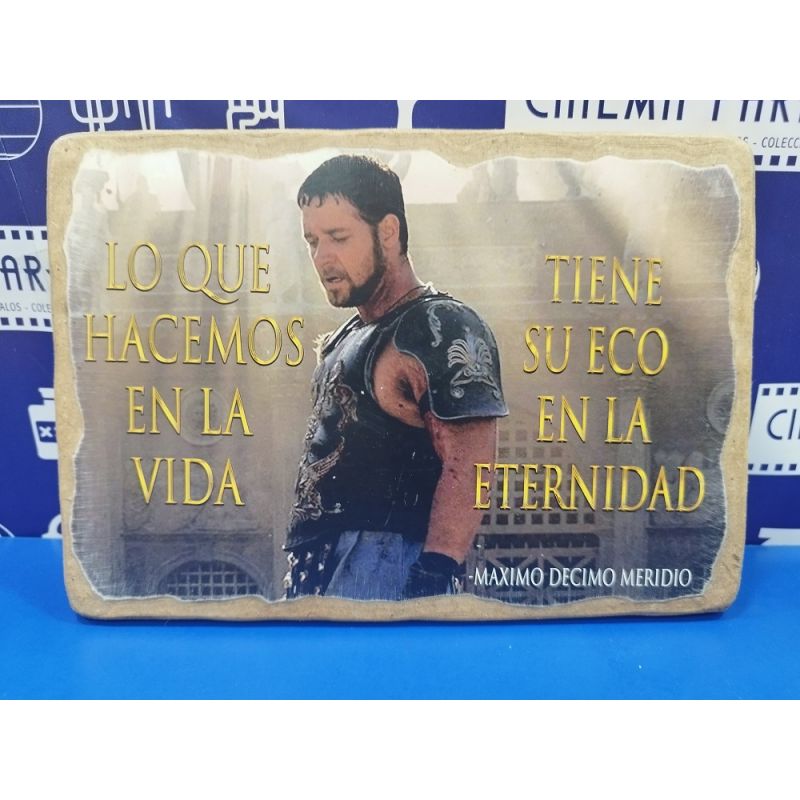 LO QUE
HACEMOS
EN LA
VIDA
TIENE
SU ECO
EN LA
ETERNIDAD
-MAXIMO DECIMO MERIDIO